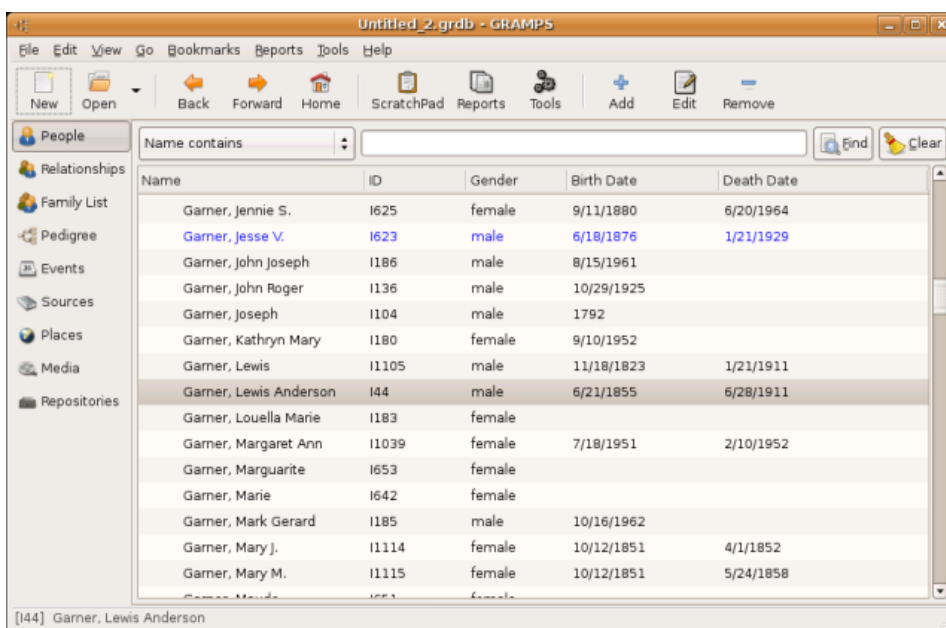 Untitled_2.grdb - GRAMPS
File Edit View Go Bookmarks Reports Tools Help
New Open Back Forward Home ScratchPad Reports Tools Add Edit Remove
People
Relationships
Family List
Pedigree
Events
Sources
Places
Media
Repositories
Name contains Find Clear
Name ID Gender Birth Date Death Date
Garner, Jennie S. I625 female 9/11/1880 6/20/1964
Garner, Jesse V. I623 male 6/18/1876 1/21/1929
Garner, John Joseph I186 male 8/15/1961
Garner, John Roger I136 male 10/29/1925
Garner, Joseph I104 male 1792
Garner, Kathryn Mary I180 female 9/10/1952
Garner, Lewis I1105 male 11/18/1823 1/21/1911
Garner, Lewis Anderson I44 male 6/21/1855 6/28/1911
Garner, Louella Marie I183 female
Garner, Margaret Ann I1039 female 7/18/1951 2/10/1952
Garner, Marguarite I653 female
Garner, Marie I642 female
Garner, Mark Gerard I185 male 10/16/1962
Garner, Mary J. I1114 female 10/12/1851 4/1/1852
Garner, Mary M. I1115 female 10/12/1851 5/24/1858
[I44] Garner, Lewis Anderson